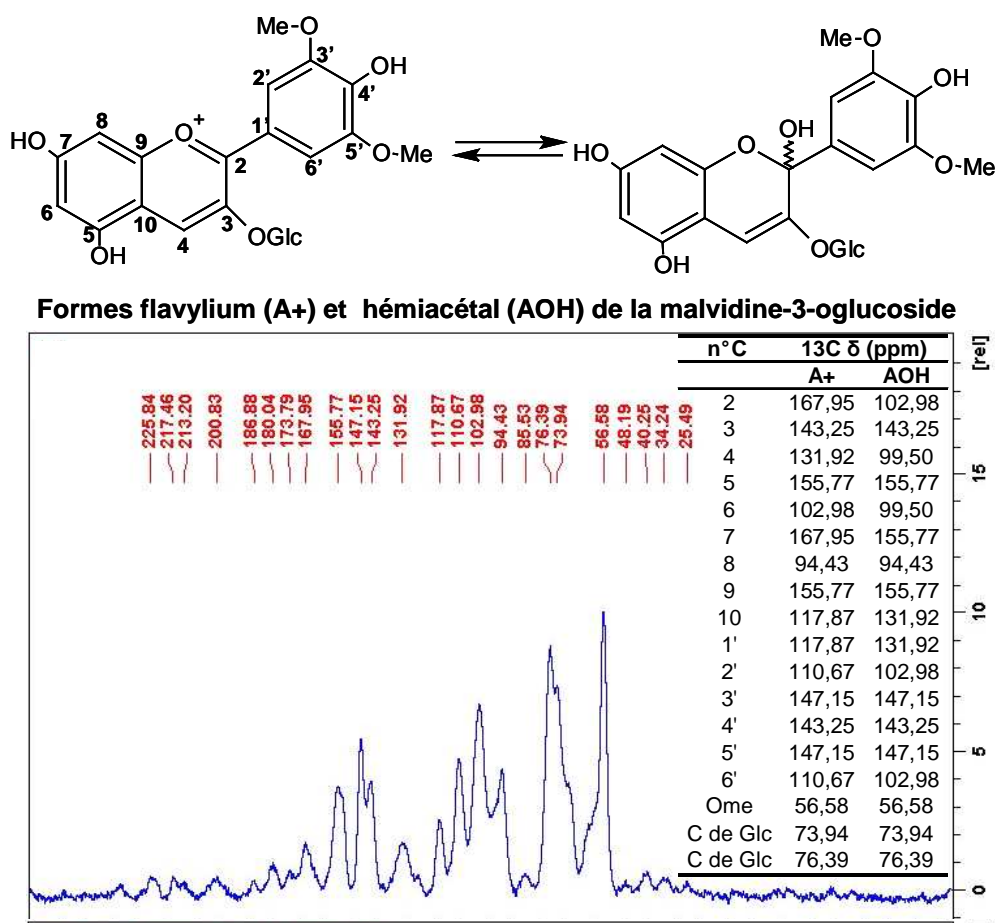 Me-O
3'
2'
OH
4'
8
HO
7
9
O+
1'
2
6'
5'
O-Me
6
5
10
4
3
OGlc
OH
Me-O
OH
HO
O
OH
O-Me
OGlc
OH
Formes flavylium (A+) et hémiacétal (AOH) de la malvidine-3-oglucoside
225.84
217.46
213.20
200.83
186.88
180.04
173.79
167.95
155.77
147.15
143.25
131.92
117.87
110.67
102.98
94.43
85.53
76.39
73.94
56.58
48.19
40.25
34.24
25.49
n°C 13C δ (ppm)
A+ AOH
2 167,95 102,98
3 143,25 143,25
4 131,92 99,50
5 155,77 155,77
6 102,98 99,50
7 167,95 155,77
8 94,43 94,43
9 155,77 155,77
10 117,87 131,92
1' 117,87 131,92
2' 110,67 102,98
3' 147,15 147,15
4' 143,25 143,25
5' 147,15 147,15
6' 110,67 102,98
Ome 56,58 56,58
C de Glc 73,94 73,94
C de Glc 76,39 76,39
[rel]
15
10
5
0